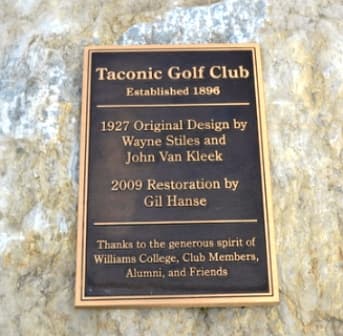 Taconic Golf Club
Established 1896
1927 Original Design by
Wayne Stiles and
John Van Kleek
2009 Restoration by
Gil Hanse
Thanks to the generous spirit of
Williams College, Club Members,
Alumni, and Friends